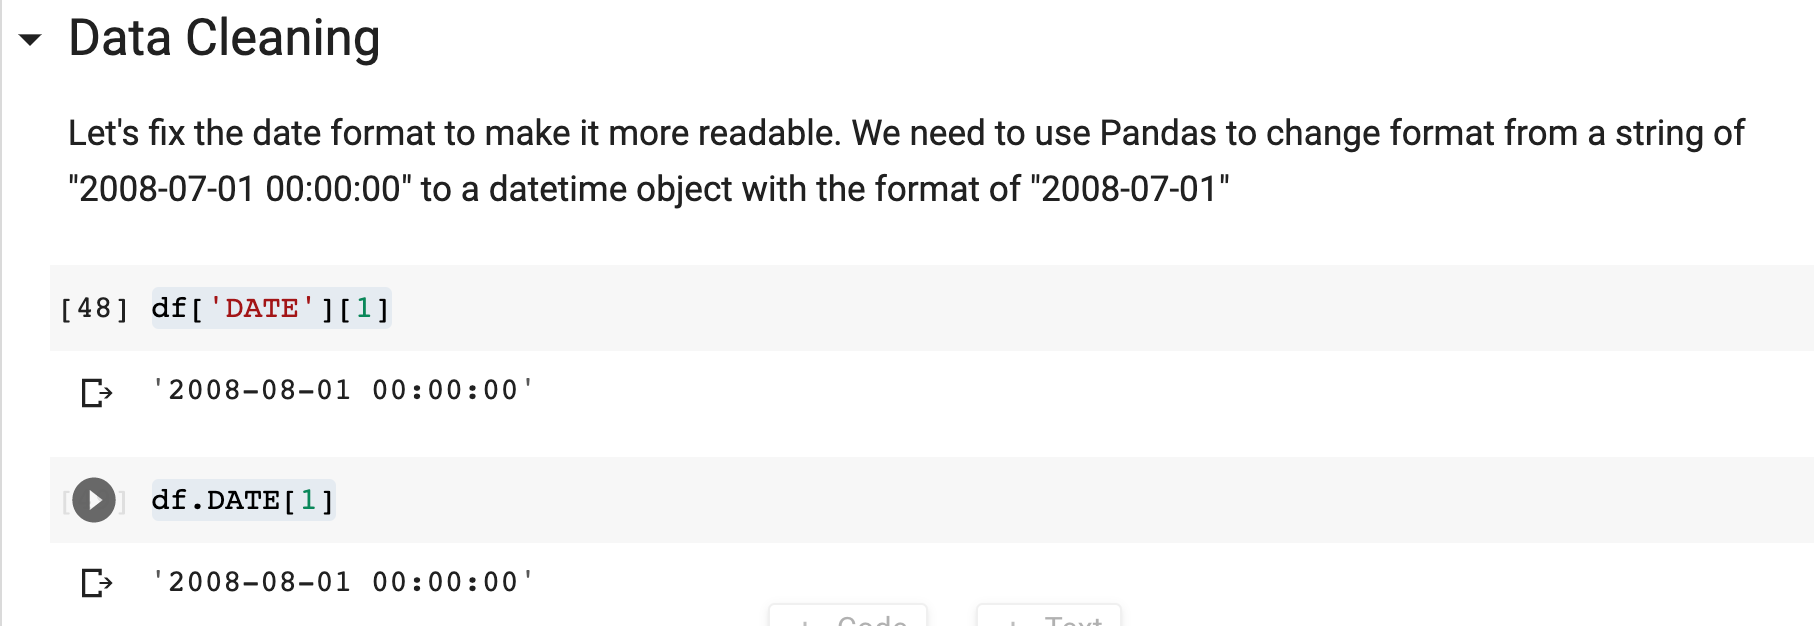 Data Cleaning
Let's fix the date format to make it more readable. We need to use Pandas to change format from a string of
"2008-07-01 00:00:00" to a datetime object with the format of "2008-07-01"
[48] df['DATE'][1]
'2008-08-01 00:00:00'
[ ] df.DATE[1]
'2008-08-01 00:00:00'
+ Code + Text